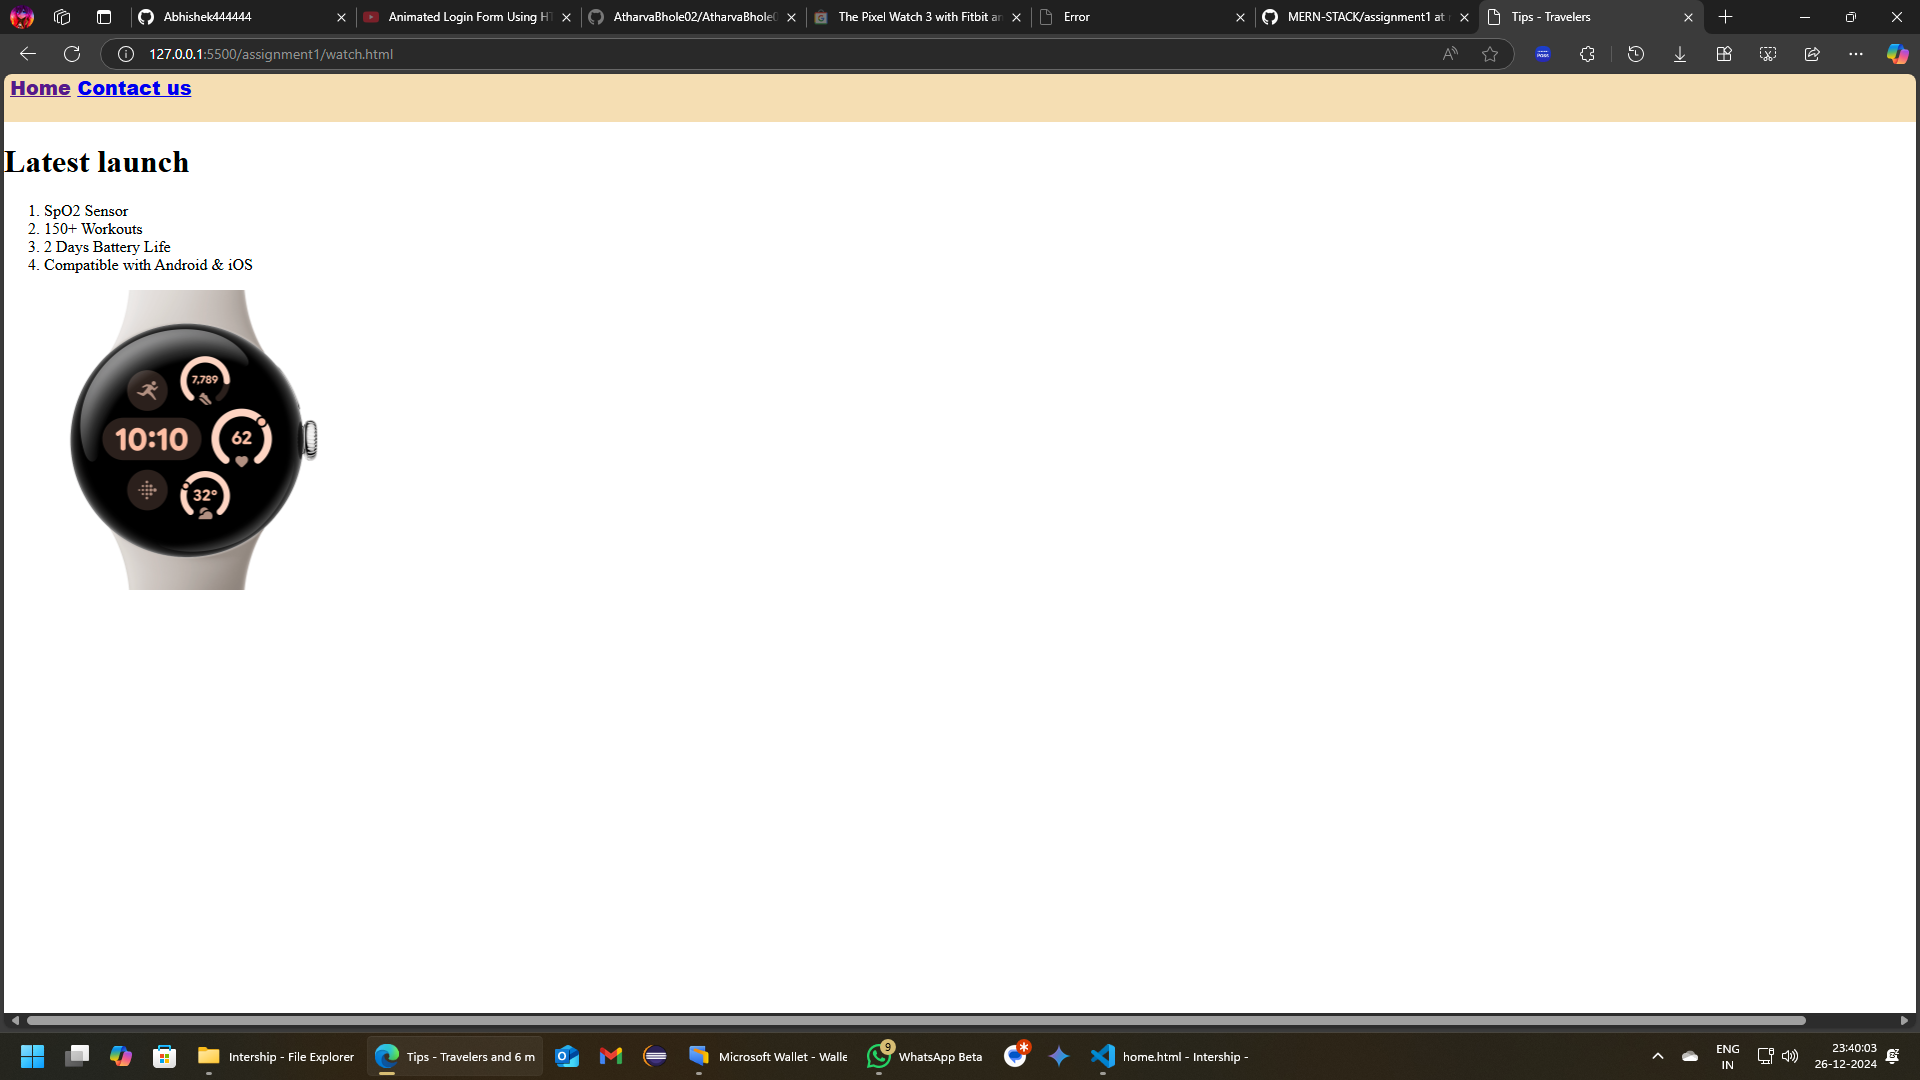 Abhishek444444
Animated Login Form Using HT
AtharvaBhole02/AtharvaBhole0
The Pixel Watch 3 with Fitbit an
Error
MERN-STACK/assignment1 at
Tips - Travelers
127.0.0.1:5500/assignment1/watch.html
Home Contact us
Latest launch
1. SpO2 Sensor
2. 150+ Workouts
3. 2 Days Battery Life
4. Compatible with Android & iOS
7,789
10:10
62
32°
Intership - File Explorer
Tips - Travelers and 6 m
Microsoft Wallet - Walle
9
WhatsApp Beta
home.html - Intership -
ENG
IN
23:40:03
26-12-2024